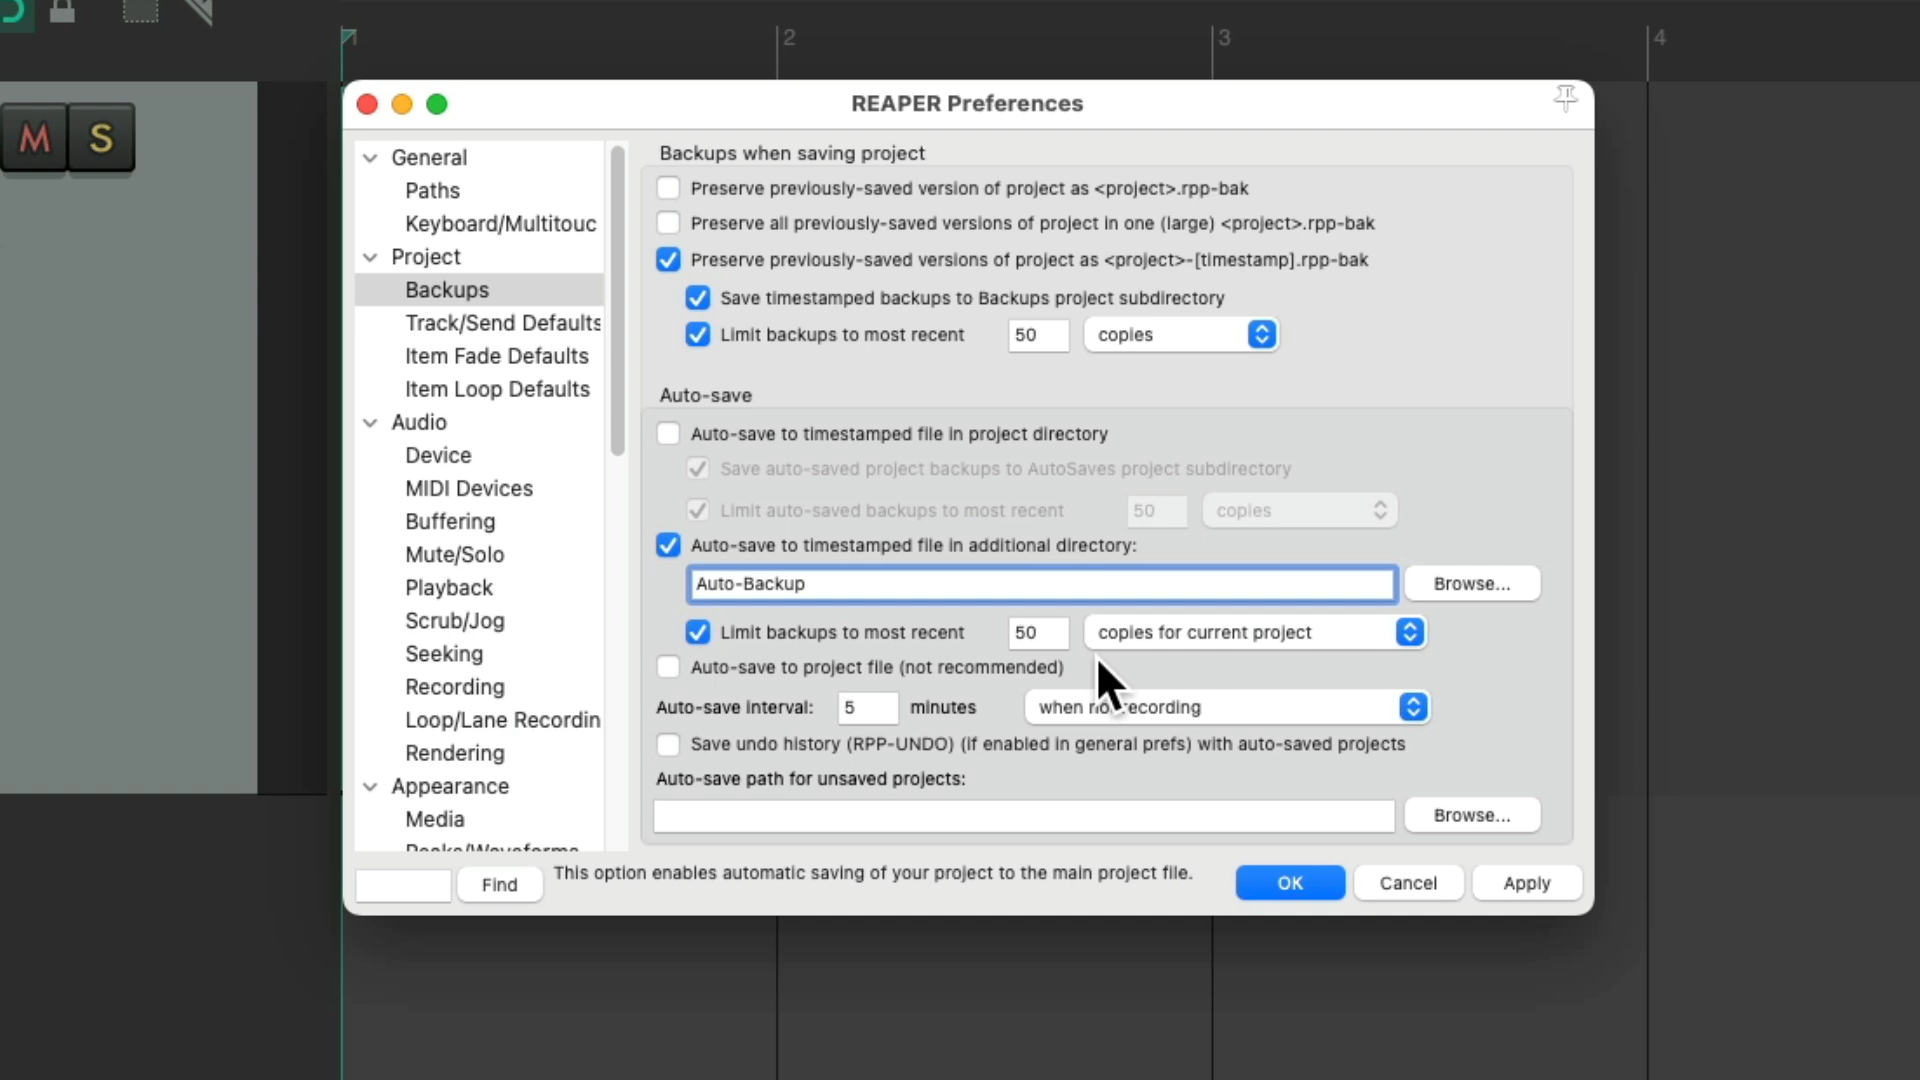 1
2
3
4
REAPER Preferences
M
S
General
Paths
Keyboard/Multitouc
Project
Backups
Track/Send Defaults
Item Fade Defaults
Item Loop Defaults
Audio
Device
MIDI Devices
Buffering
Mute/Solo
Playback
Scrub/Jog
Seeking
Recording
Loop/Lane Recordin
Rendering
Appearance
Media
Peaks/Waveforms
Find
Backups when saving project
Preserve previously-saved version of project as <project>.rpp-bak
Preserve all previously-saved versions of project in one (large) <project>.rpp-bak
Preserve previously-saved versions of project as <project>-[timestamp].rpp-bak
Save timestamped backups to Backups project subdirectory
Limit backups to most recent 50 copies
Auto-save
Auto-save to timestamped file in project directory
Save auto-saved project backups to AutoSaves project subdirectory
Limit auto-saved backups to most recent 50 copies
Auto-save to timestamped file in additional directory:
Auto-Backup Browse...
Limit backups to most recent 50 copies for current project
Auto-save to project file (not recommended)
Auto-save interval: 5 minutes when not recording
Save undo history (RPP-UNDO) (if enabled in general prefs) with auto-saved projects
Auto-save path for unsaved projects:
Browse...
This option enables automatic saving of your project to the main project file.
OK Cancel Apply